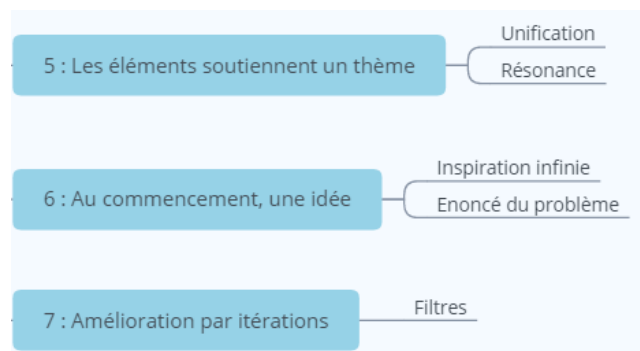 5 : Les éléments soutiennent un thème
Unification
Résonance
6 : Au commencement, une idée
Inspiration infinie
Enoncé du problème
7 : Amélioration par itérations
Filtres